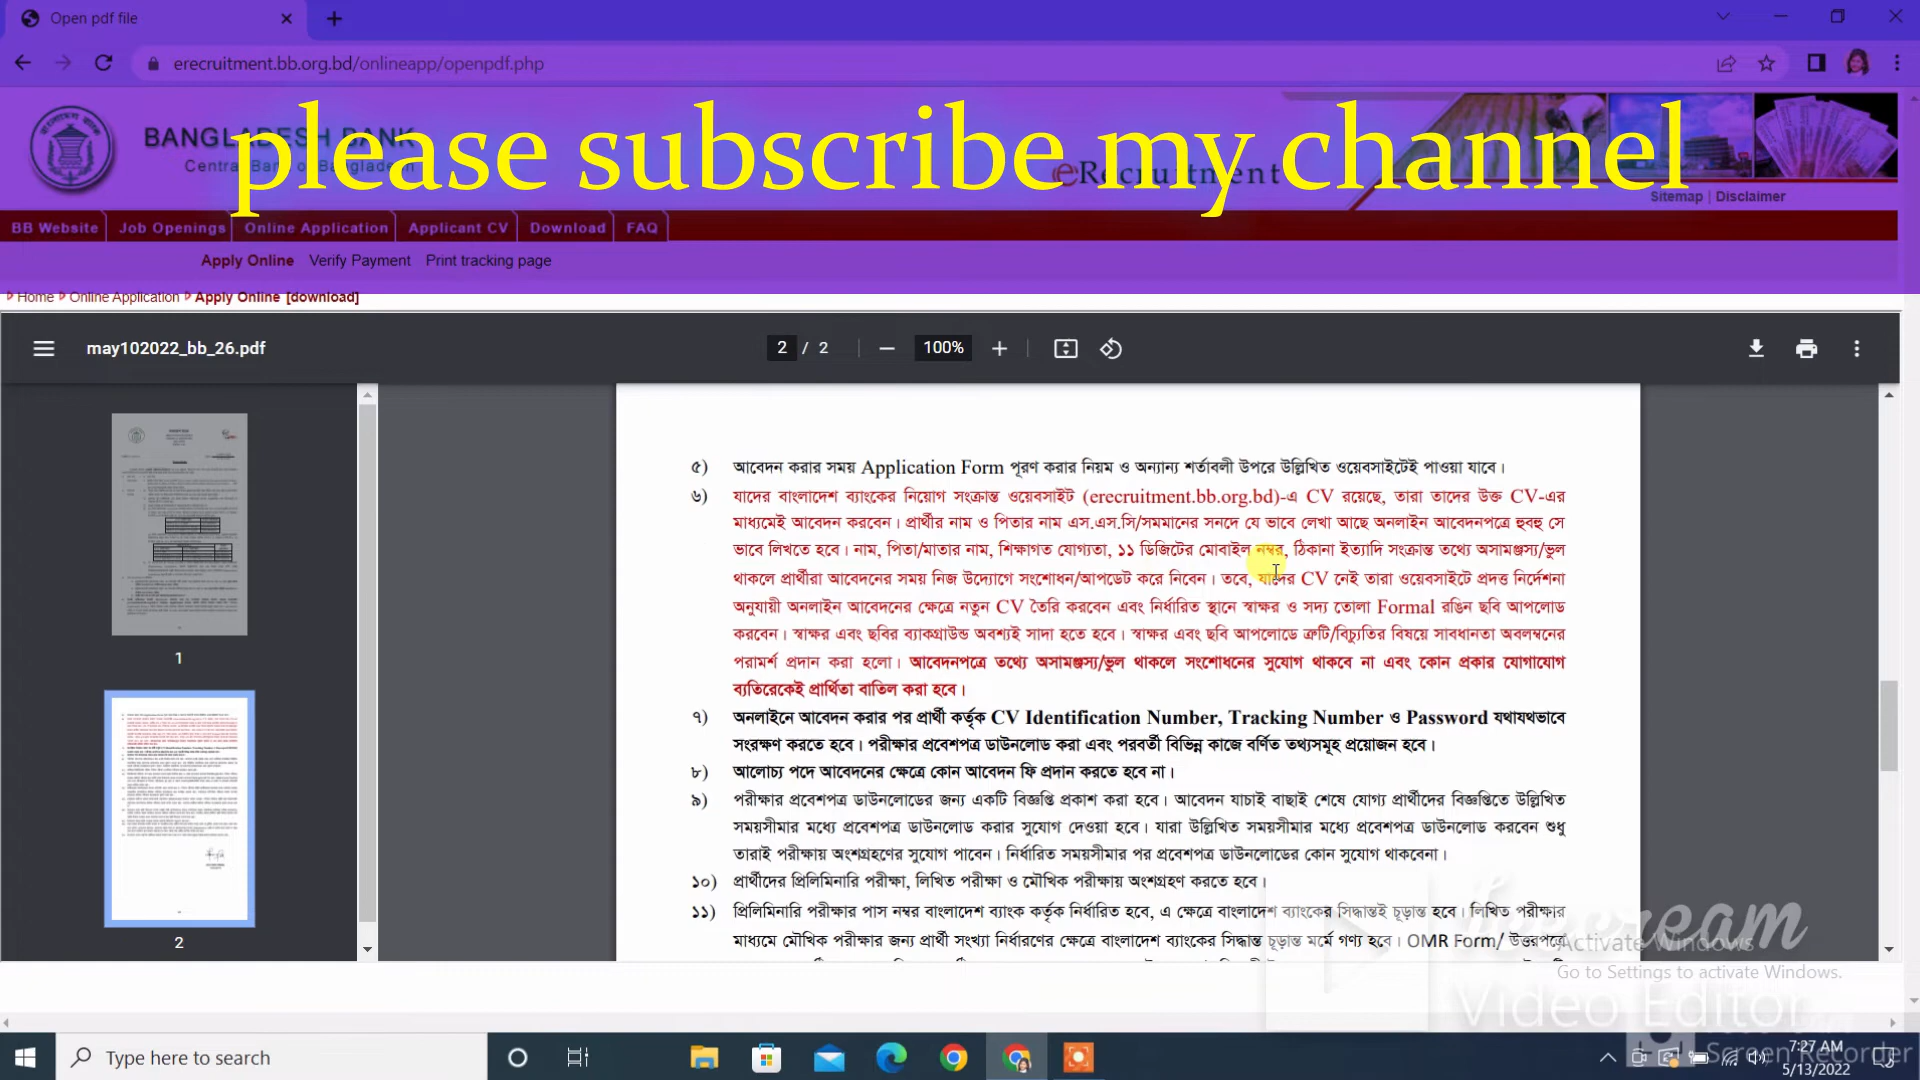 Open pdf file
erecruitment.bb.org.bd/onlineapp/openpdf.php
please subscribe my channel
BANGLADESH BANK
Central Bank of Bangladesh
eRecruitment
Sitemap | Disclaimer
BB Website Job Openings Online Application Applicant CV Download FAQ
Apply Online Verify Payment Print tracking page
Home Online Application Apply Online [download]
may102022_bb_26.pdf 2 / 2 100%
৫) আবেদন করার সময় Application Form পূরণ করার নিয়ম ও অন্যান্য শর্তাবলী উপরে উল্লিখিত ওয়েবসাইটেই পাওয়া যাবে।
৬) যাদের বাংলাদেশ ব্যাংকের নিয়োগ সংক্রান্ত ওয়েবসাইট (erecruitment.bb.org.bd)-এ CV রয়েছে, তারা তাদের উক্ত CV-এর
মাধ্যমেই আবেদন করবেন। প্রার্থীর নাম ও পিতার নাম এস.এস.সি/সমমানের সনদে যে ভাবে লেখা আছে অনলাইন আবেদনপত্রে হুবহু সে
ভাবে লিখতে হবে। নাম, পিতা/মাতার নাম, শিক্ষাগত যোগ্যতা, ১১ ডিজিটের মোবাইল নম্বর, ঠিকানা ইত্যাদি সংক্রান্ত তথ্যে অসামঞ্জস্য/ভুল
থাকলে প্রার্থীরা আবেদনের সময় নিজ উদ্যোগে সংশোধন/আপডেট করে নিবেন। তবে, যাদের CV নেই তারা ওয়েবসাইটে প্রদত্ত নির্দেশনা
অনুযায়ী অনলাইন আবেদনের ক্ষেত্রে নতুন CV তৈরি করবেন এবং নির্ধারিত স্থানে স্বাক্ষর ও সদ্য তোলা Formal রঙিন ছবি আপলোড
করবেন। স্বাক্ষর এবং ছবির ব্যাকগ্রাউন্ড অবশ্যই সাদা হতে হবে। স্বাক্ষর এবং ছবি আপলোডে ত্রুটি/বিচ্যুতির বিষয়ে সাবধানতা অবলম্বনের
পরামর্শ প্রদান করা হলো। আবেদনপত্রে তথ্যে অসামঞ্জস্য/ভুল থাকলে সংশোধনের সুযোগ থাকবে না এবং কোন প্রকার যোগাযোগ
ব্যতিরেকেই প্রার্থিতা বাতিল করা হবে।
৭) অনলাইনে আবেদন করার পর প্রার্থী কর্তৃক CV Identification Number, Tracking Number ও Password যথাযথভাবে
সংরক্ষণ করতে হবে। পরীক্ষার প্রবেশপত্র ডাউনলোড করা এবং পরবর্তী বিভিন্ন কাজে বর্ণিত তথ্যসমূহ প্রয়োজন হবে।
৮) আলোচ্য পদে আবেদনের ক্ষেত্রে কোন আবেদন ফি প্রদান করতে হবে না।
৯) পরীক্ষার প্রবেশপত্র ডাউনলোডের জন্য একটি বিজ্ঞপ্তি প্রকাশ করা হবে। আবেদন যাচাই বাছাই শেষে যোগ্য প্রার্থীদের বিজ্ঞপ্তিতে উল্লিখিত
সময়সীমার মধ্যে প্রবেশপত্র ডাউনলোড করার সুযোগ দেওয়া হবে। যারা উল্লিখিত সময়সীমার মধ্যে প্রবেশপত্র ডাউনলোড করবেন শুধু
তারাই পরীক্ষায় অংশগ্রহণের সুযোগ পাবেন। নির্ধারিত সময়সীমার পর প্রবেশপত্র ডাউনলোডের কোন সুযোগ থাকবেনা।
১০) প্রার্থীদের প্রিলিমিনারি পরীক্ষা, লিখিত পরীক্ষা ও মৌখিক পরীক্ষায় অংশগ্রহণ করতে হবে।
১১) প্রিলিমিনারি পরীক্ষার পাস নম্বর বাংলাদেশ ব্যাংক কর্তৃক নির্ধারিত হবে, এ ক্ষেত্রে বাংলাদেশ ব্যাংকের সিদ্ধান্তই চূড়ান্ত হবে। লিখিত পরীক্ষার
মাধ্যমে মৌখিক পরীক্ষার জন্য প্রার্থী সংখ্যা নির্ধারণের ক্ষেত্রে বাংলাদেশ ব্যাংকের সিদ্ধান্ত চূড়ান্ত মর্মে গণ্য হবে। OMR Form/ উত্তরপত্রে
1
2
Activate Windows
Go to Settings to activate Windows.
icecream
Video Editor
Screen Recorder
Type here to search
7:27 AM
5/13/2022